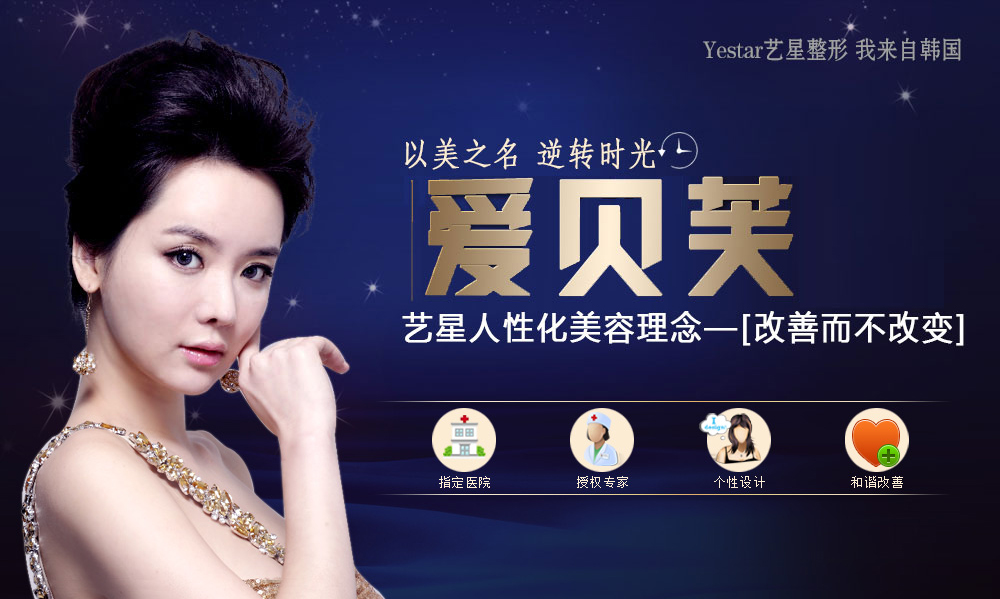 Yestar艺星整形 我来自韩国
以美之名 逆转时光
爱贝芙
艺星人性化美容理念—[改善而不改变]
指定医院
授权专家
个性设计
和谐改善